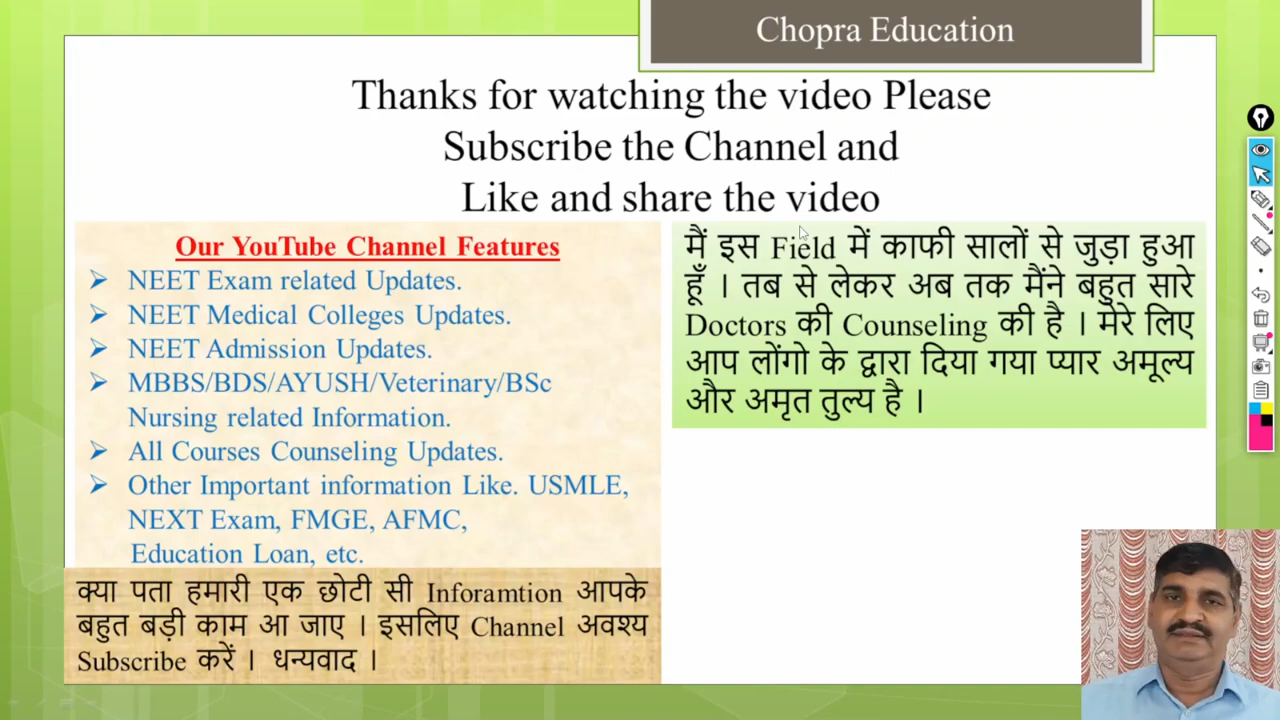 Chopra Education
Thanks for watching the video Please
Subscribe the Channel and
Like and share the video
Our YouTube Channel Features
➢ NEET Exam related Updates.
➢ NEET Medical Colleges Updates.
➢ NEET Admission Updates.
➢ MBBS/BDS/AYUSH/Veterinary/BSc
Nursing related Information.
➢ All Courses Counseling Updates.
➢ Other Important information Like. USMLE,
NEXT Exam, FMGE, AFMC,
Education Loan, etc.
क्या पता हमारी एक छोटी सी Inforamtion आपके
बहुत बड़ी काम आ जाए । इसलिए Channel अवश्य
Subscribe करें । धन्यवाद ।
मैं इस Field में काफी सालों से जुड़ा हुआ
हूँ । तब से लेकर अब तक मैंने बहुत सारे
Doctors की Counseling की है । मेरे लिए
आप लोंगो के द्वारा दिया गया प्यार अमूल्य
और अमृत तुल्य है ।